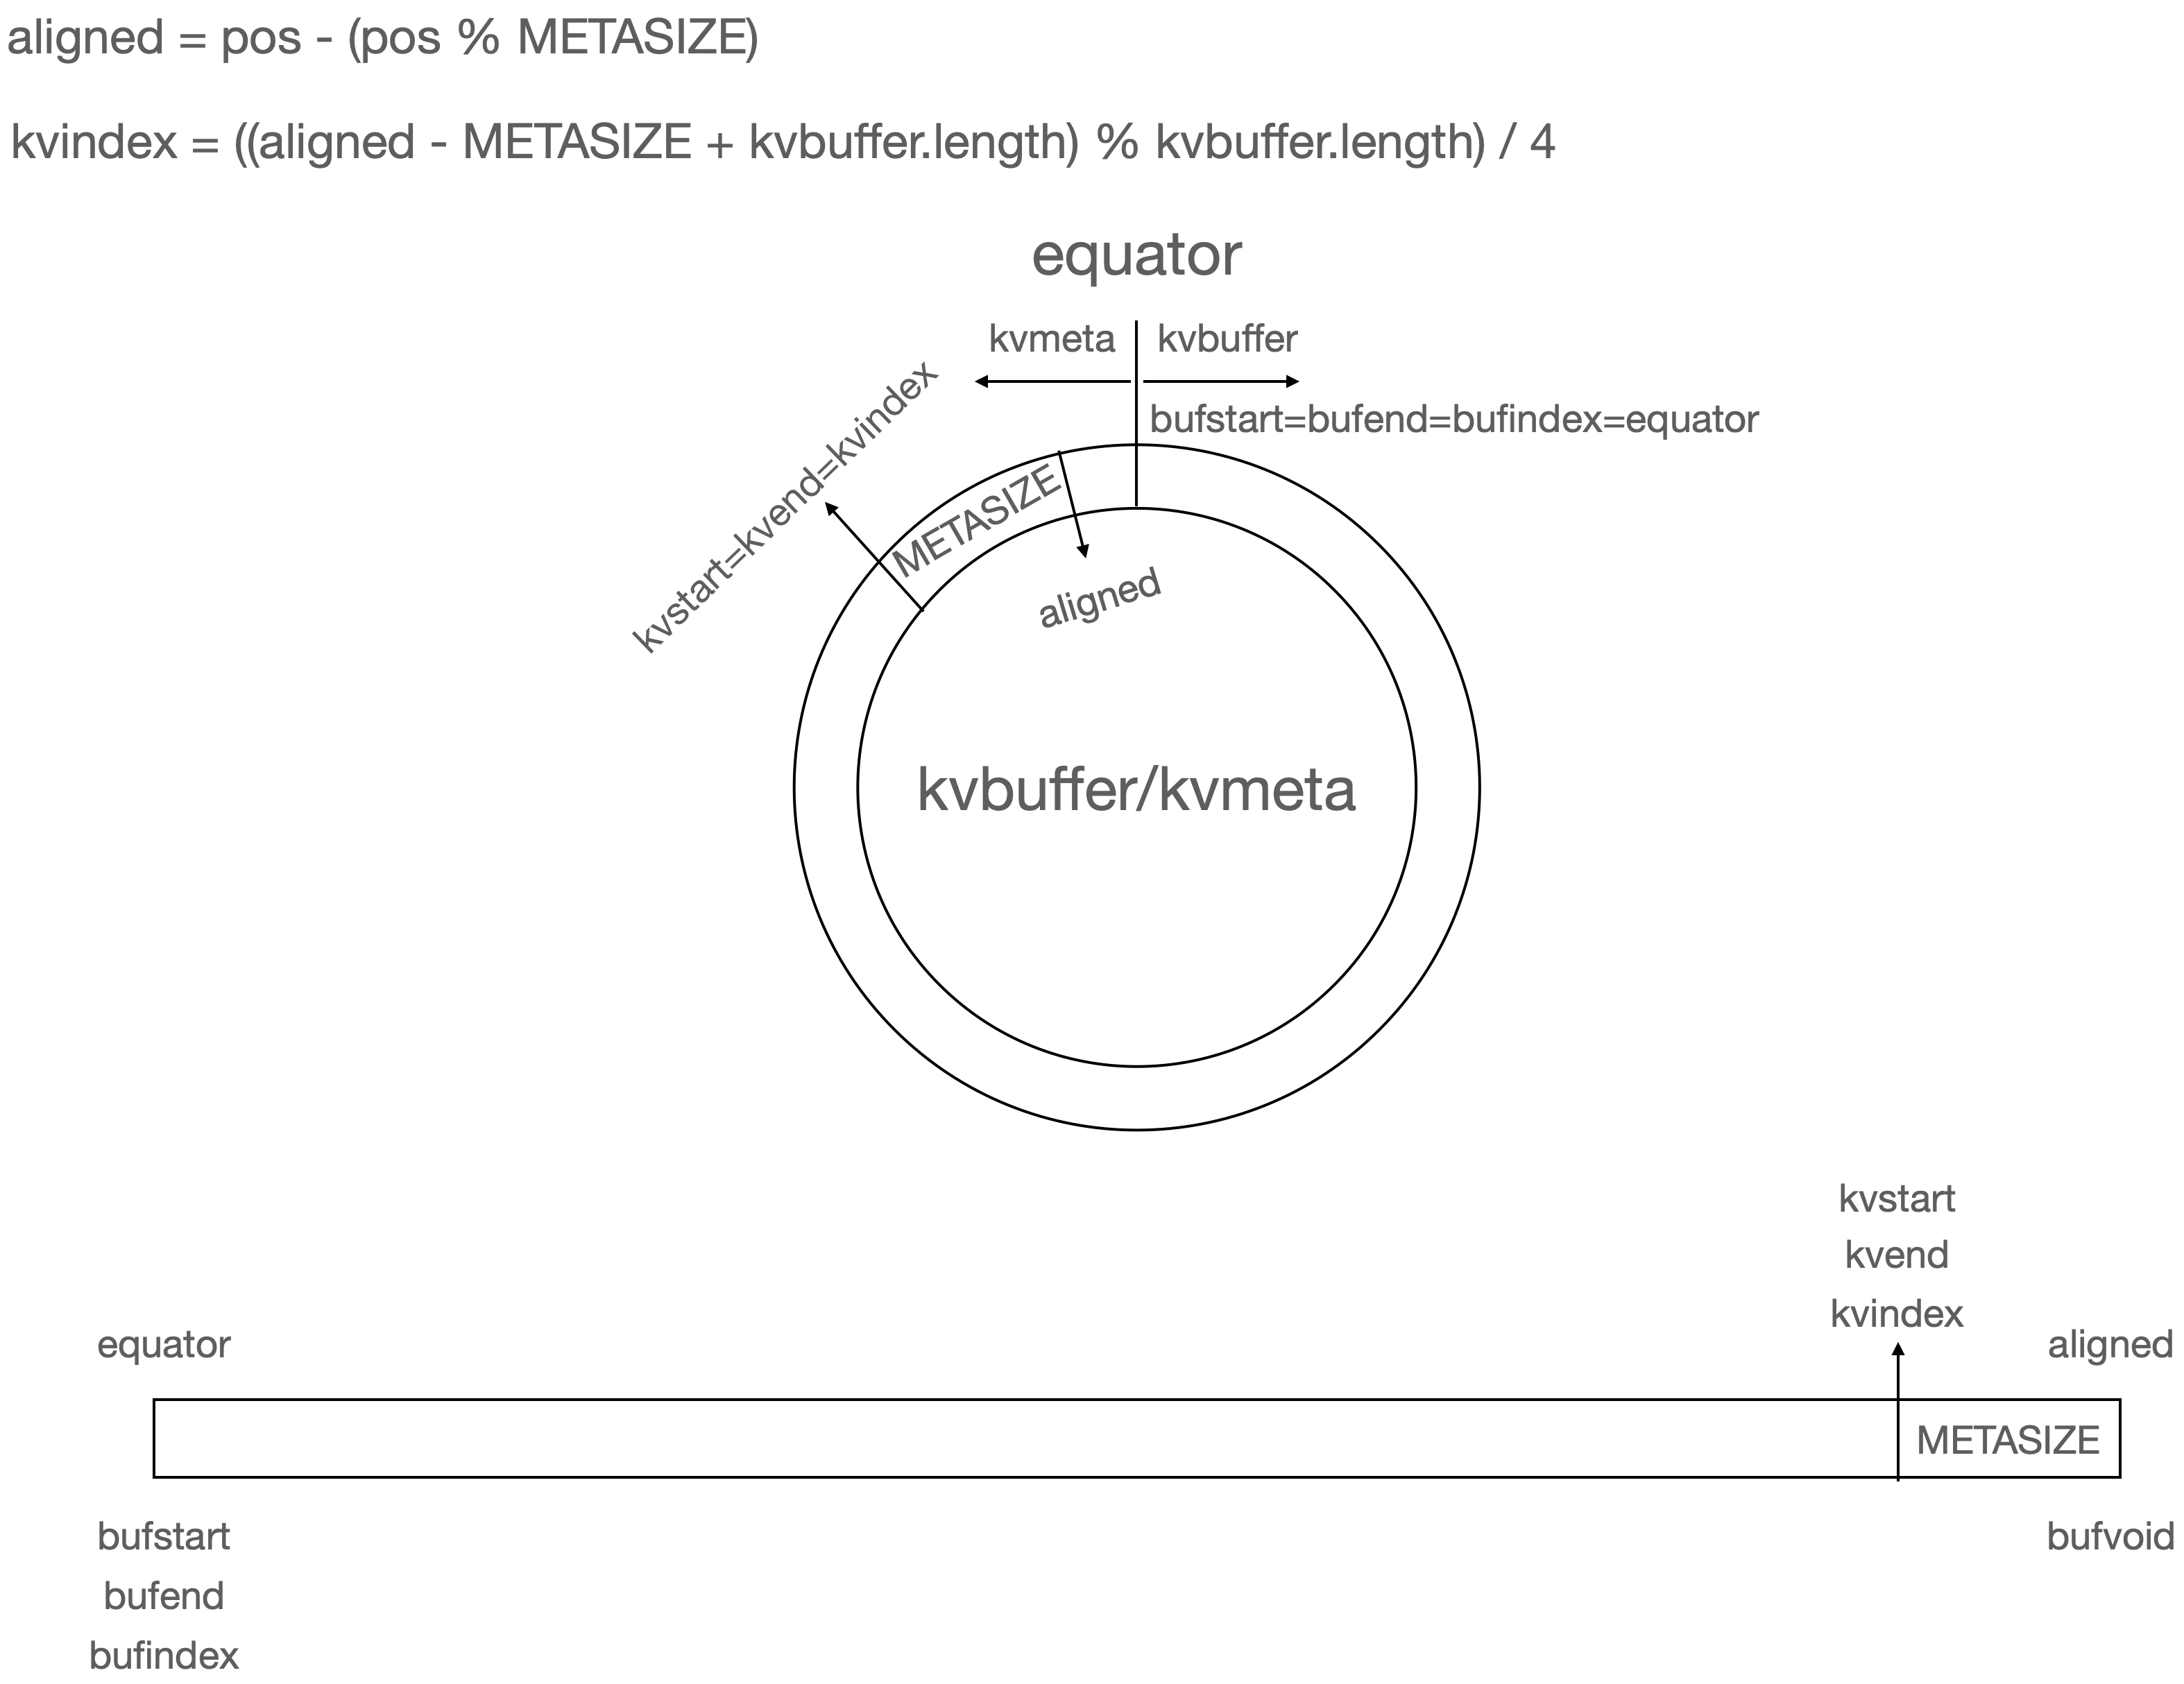 aligned = pos - (pos % METASIZE)
kvindex = ((aligned - METASIZE + kvbuffer.length) % kvbuffer.length) / 4
equator
kvmeta
kvbuffer
bufstart=bufend=bufindex=equator
kvstart=kvend=kvindex
METASIZE
aligned
kvbuffer/kvmeta
kvstart
kvend
kvindex
equator
aligned
METASIZE
bufstart
bufend
bufindex
bufvoid